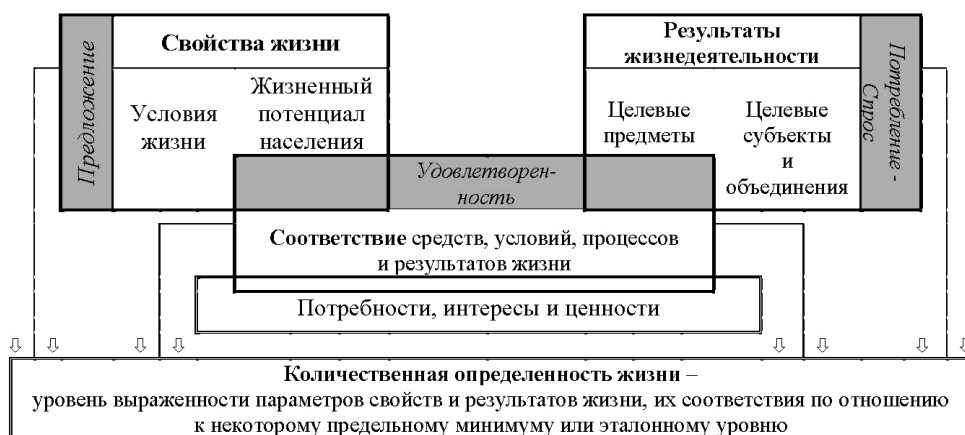 Предложение
Свойства жизни
Условия
жизни
Жизненный
потенциал
населения
Результаты
жизнедеятельности
Целевые
предметы
Целевые
субъекты
и
объединения
Потребление -
Спрос
Удовлетворен-
ность
Соответствие средств, условий, процессов
и результатов жизни
Потребности, интересы и ценности
Количественная определенность жизни –
уровень выраженности параметров свойств и результатов жизни, их соответствия по отношению
к некоторому предельному минимуму или эталонному уровню